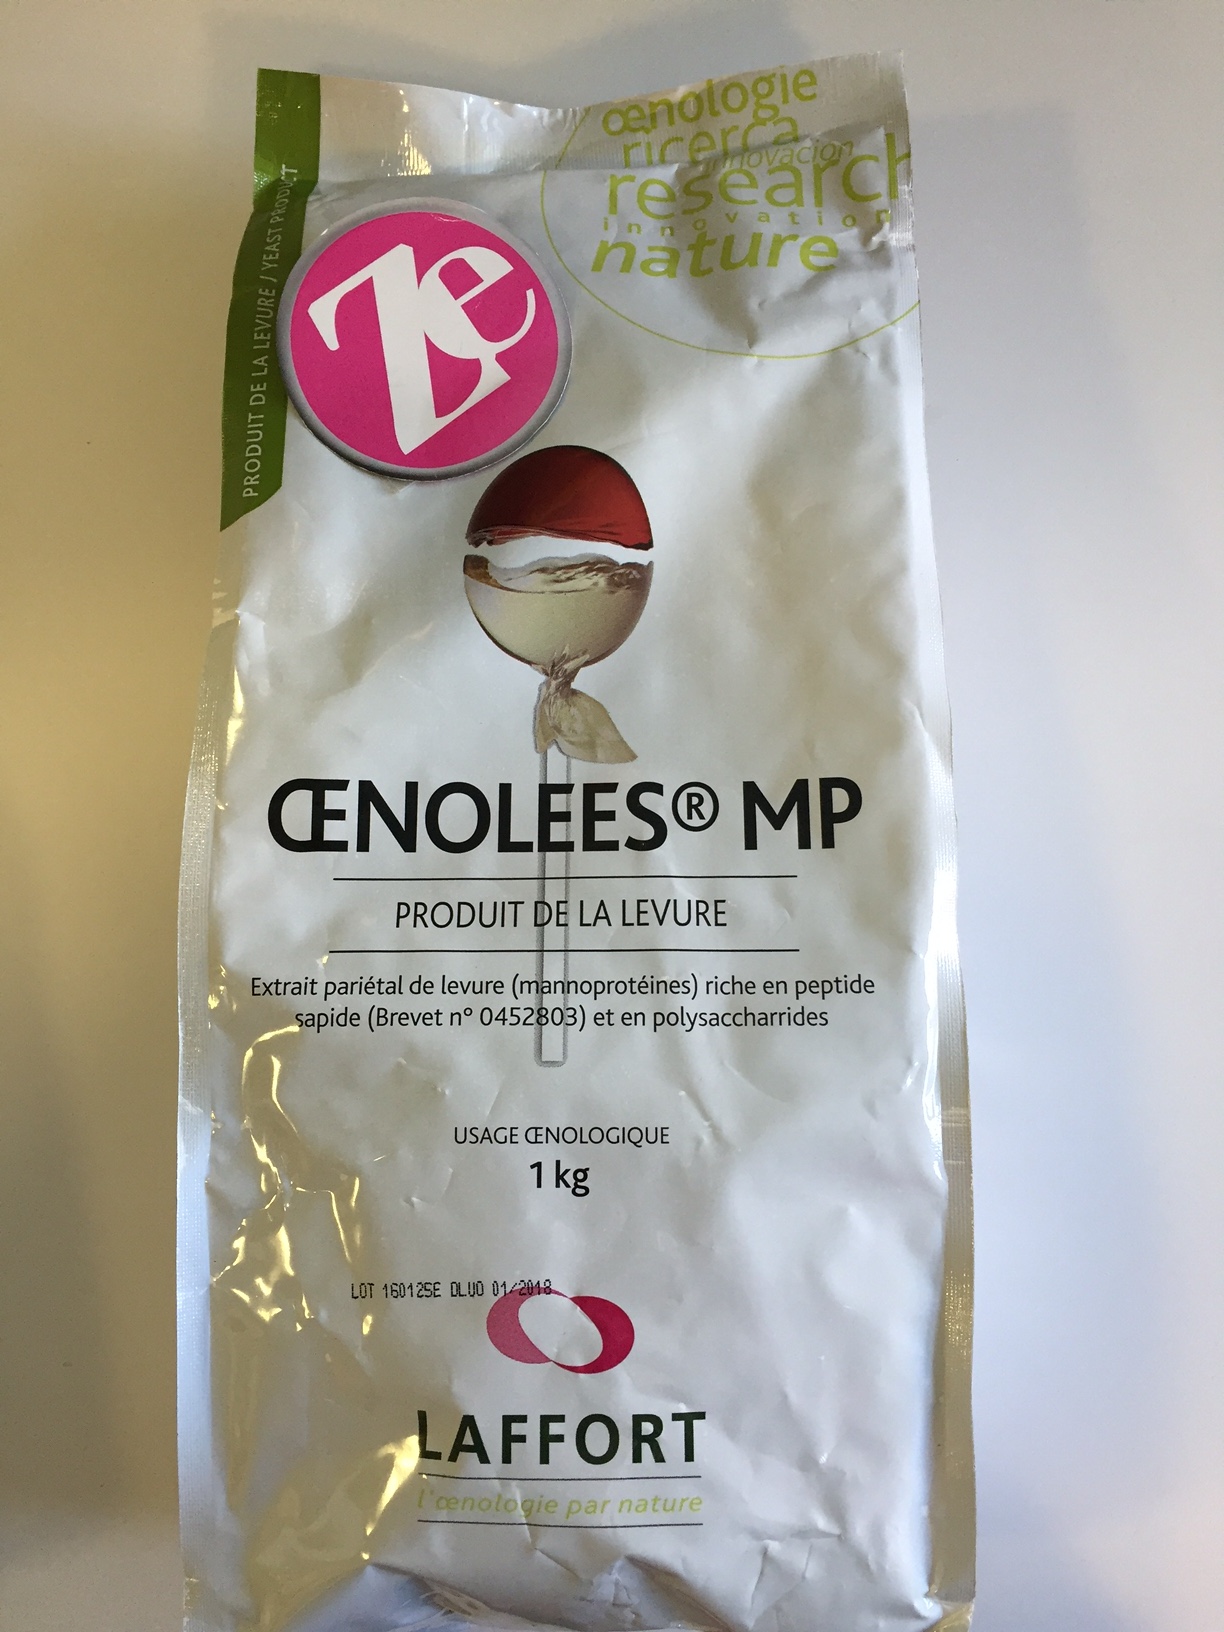 œnologie
ricerca
innovacion
research
innovation
nature
PRODUIT DE LA LEVURE / YEAST PRODUCT
Ze
ŒNOLEES® MP
PRODUIT DE LA LEVURE
Extrait pariétal de levure (mannoprotéines) riche en peptide
sapide (Brevet n° 0452803) et en polysaccharrides
USAGE ŒNOLOGIQUE
1 kg
LOT 160125E DLUO 01/2018
LAFFORT
l'œnologie par nature